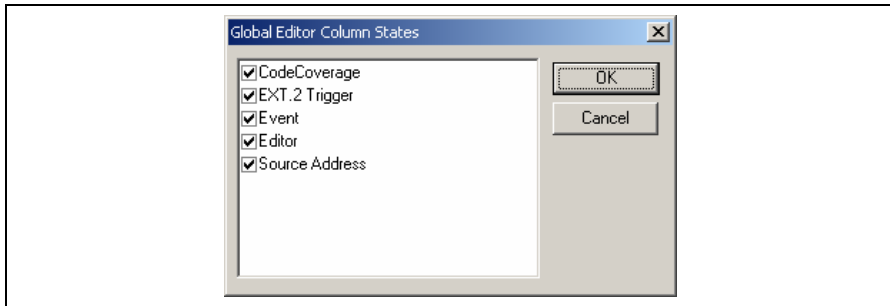 Global Editor Column States
CodeCoverage
EXT.2 Trigger
Event
Editor
Source Address
OK
Cancel